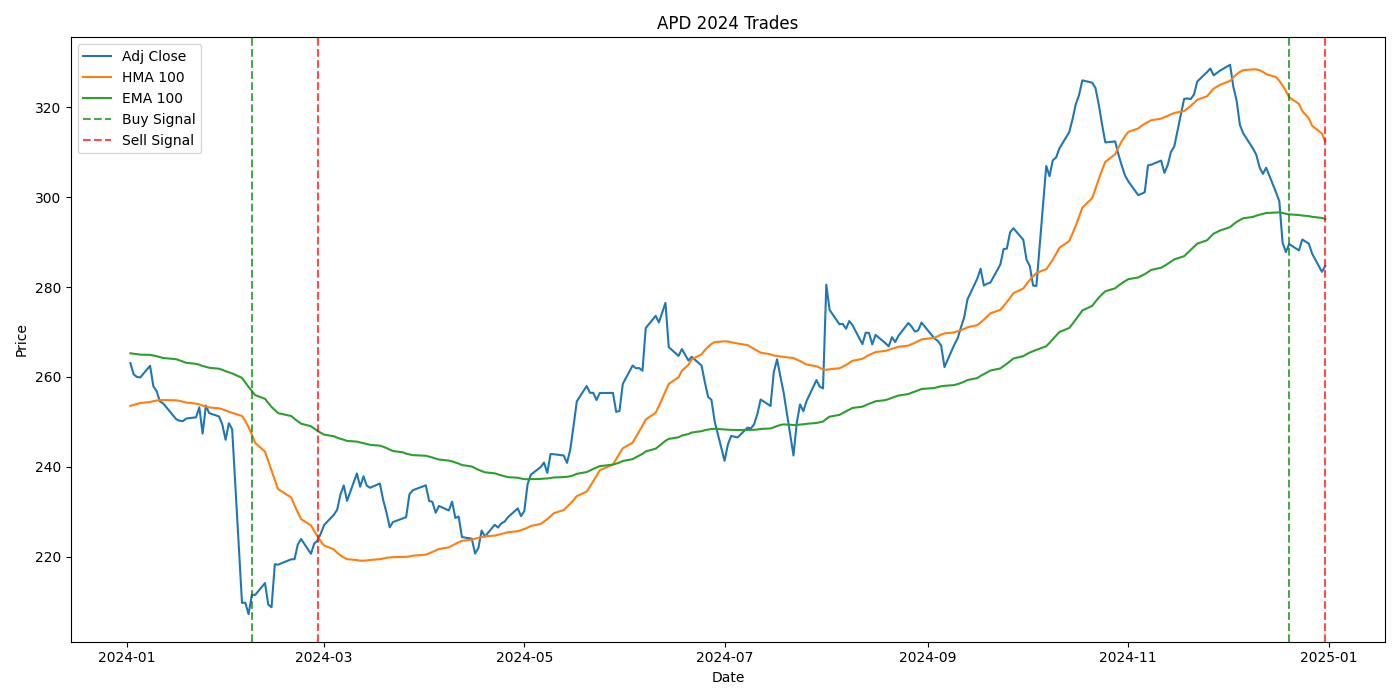 APD 2024 Trades
Adj Close
HMA 100
EMA 100
Buy Signal
Sell Signal
Price
320
300
280
260
240
220
2024-01
2024-03
2024-05
2024-07
2024-09
2024-11
2025-01
Date